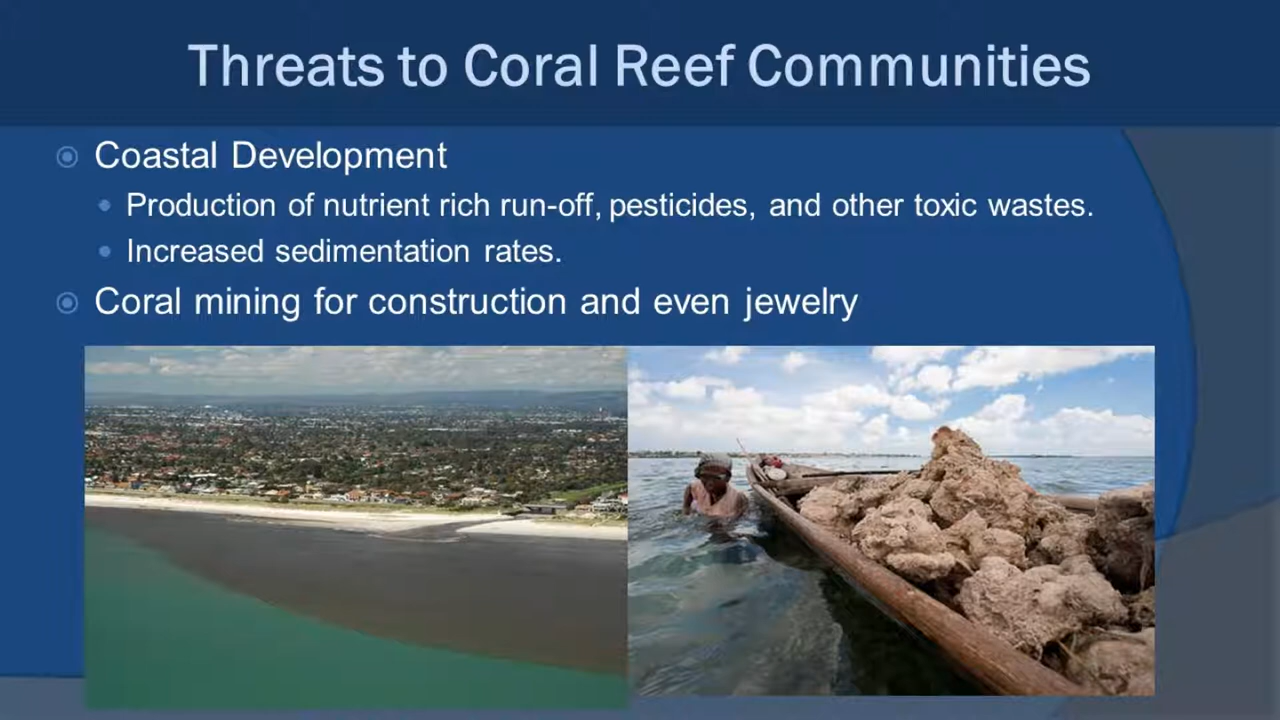 Threats to Coral Reef Communities
Coastal Development
Production of nutrient rich run-off, pesticides, and other toxic wastes.
Increased sedimentation rates.
Coral mining for construction and even jewelry